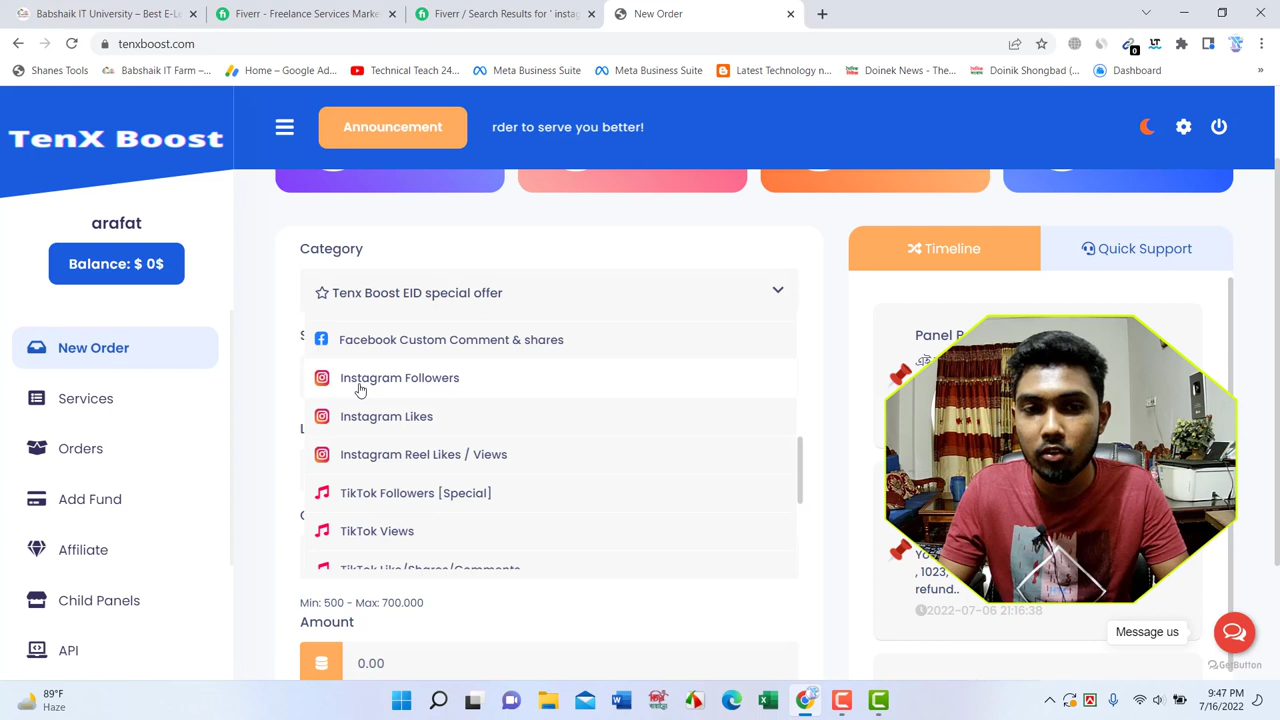 Babshaik IT University – Best E-Le
Fiverr - Freelance Services Marke
Fiverr / Search Results for ' instag
New Order
tenxboost.com
Shanes Tools
Babshaik IT Farm –...
Home – Google Ad...
Technical Teach 24...
Meta Business Suite
Meta Business Suite
Latest Technology n...
Doinek News - The...
Doinik Shongbad (...
Dashboard
»
TenX Boost
Announcement
rder to serve you better!
arafat
Balance: $ 0$
New Order
Services
Orders
Add Fund
Affiliate
Child Panels
API
Category
Tenx Boost EID special offer
Facebook Custom Comment & shares
Instagram Followers
Instagram Likes
Instagram Reel Likes / Views
TikTok Followers [Special]
TikTok Views
TikTok Like/Shares/Comments
Min: 500 - Max: 700.000
Amount
0.00
Timeline
Quick Support
Panel
, 1023,
refund..
2022-07-06 21:16:38
Message us
GetButton
89°F
Haze
9:47 PM
7/16/2022